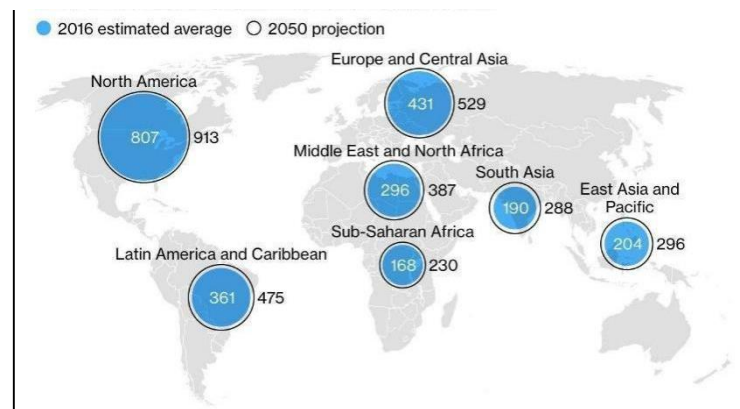 2016 estimated average 2050 projection
Europe and Central Asia
431 529
North America
807 913
Middle East and North Africa
296 387
South Asia
190 288
East Asia and
Pacific
204 296
Sub-Saharan Africa
168 230
Latin America and Caribbean
361 475